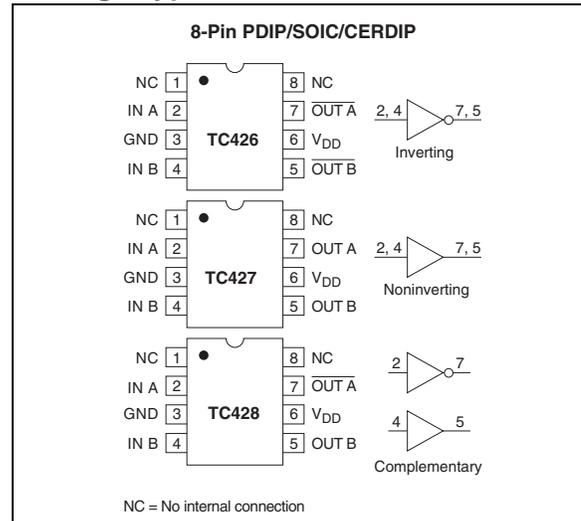 8-Pin PDIP/SOIC/CERDIP
NC 1 8 NC
IN A 2 7 OUT A 2, 4 7, 5
GND 3 TC426 6 VDD
IN B 4 5 OUT B Inverting
NC 1 8 NC
IN A 2 7 OUT A 2, 4 7, 5
GND 3 TC427 6 VDD
IN B 4 5 OUT B Noninverting
NC 1 8 NC 2 7
IN A 2 7 OUT A
GND 3 TC428 6 VDD 4 5
IN B 4 5 OUT B
Complementary
NC = No internal connection